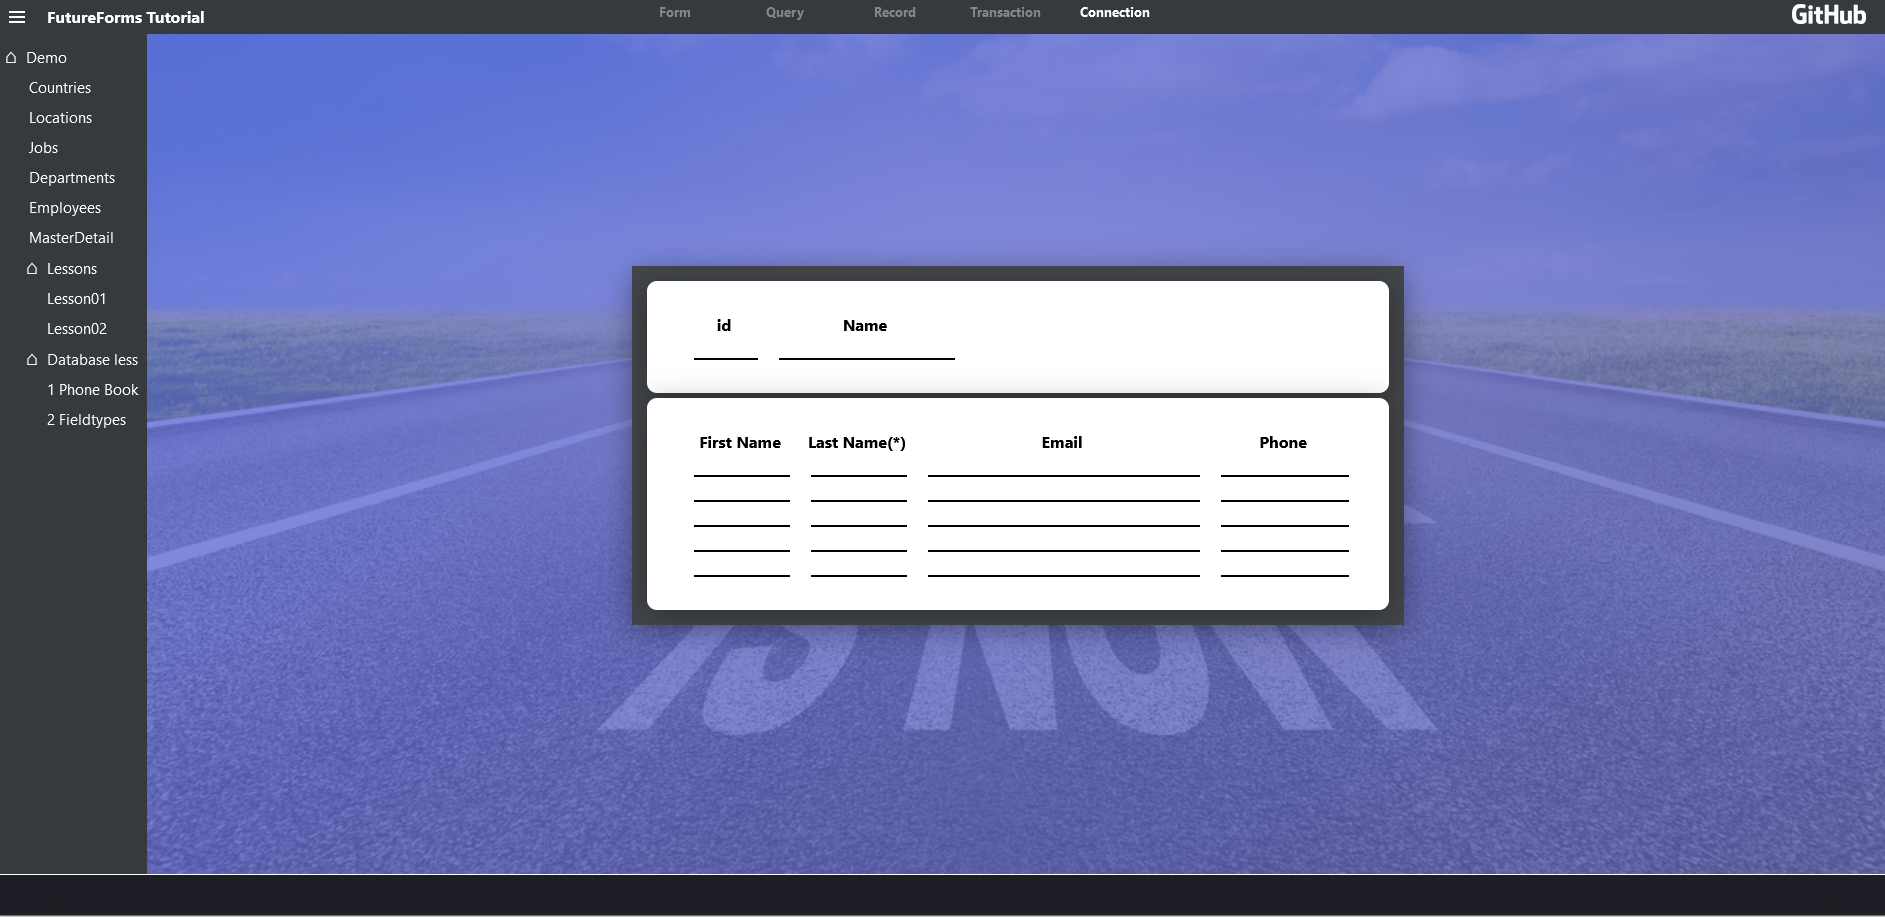 FutureForms Tutorial
Form Query Record Transaction Connection
GitHub
Demo
Countries
Locations
Jobs
Departments
Employees
MasterDetail
Lessons
Lesson01
Lesson02
Database less
1 Phone Book
2 Fieldtypes
id Name
First Name Last Name(*) Email Phone